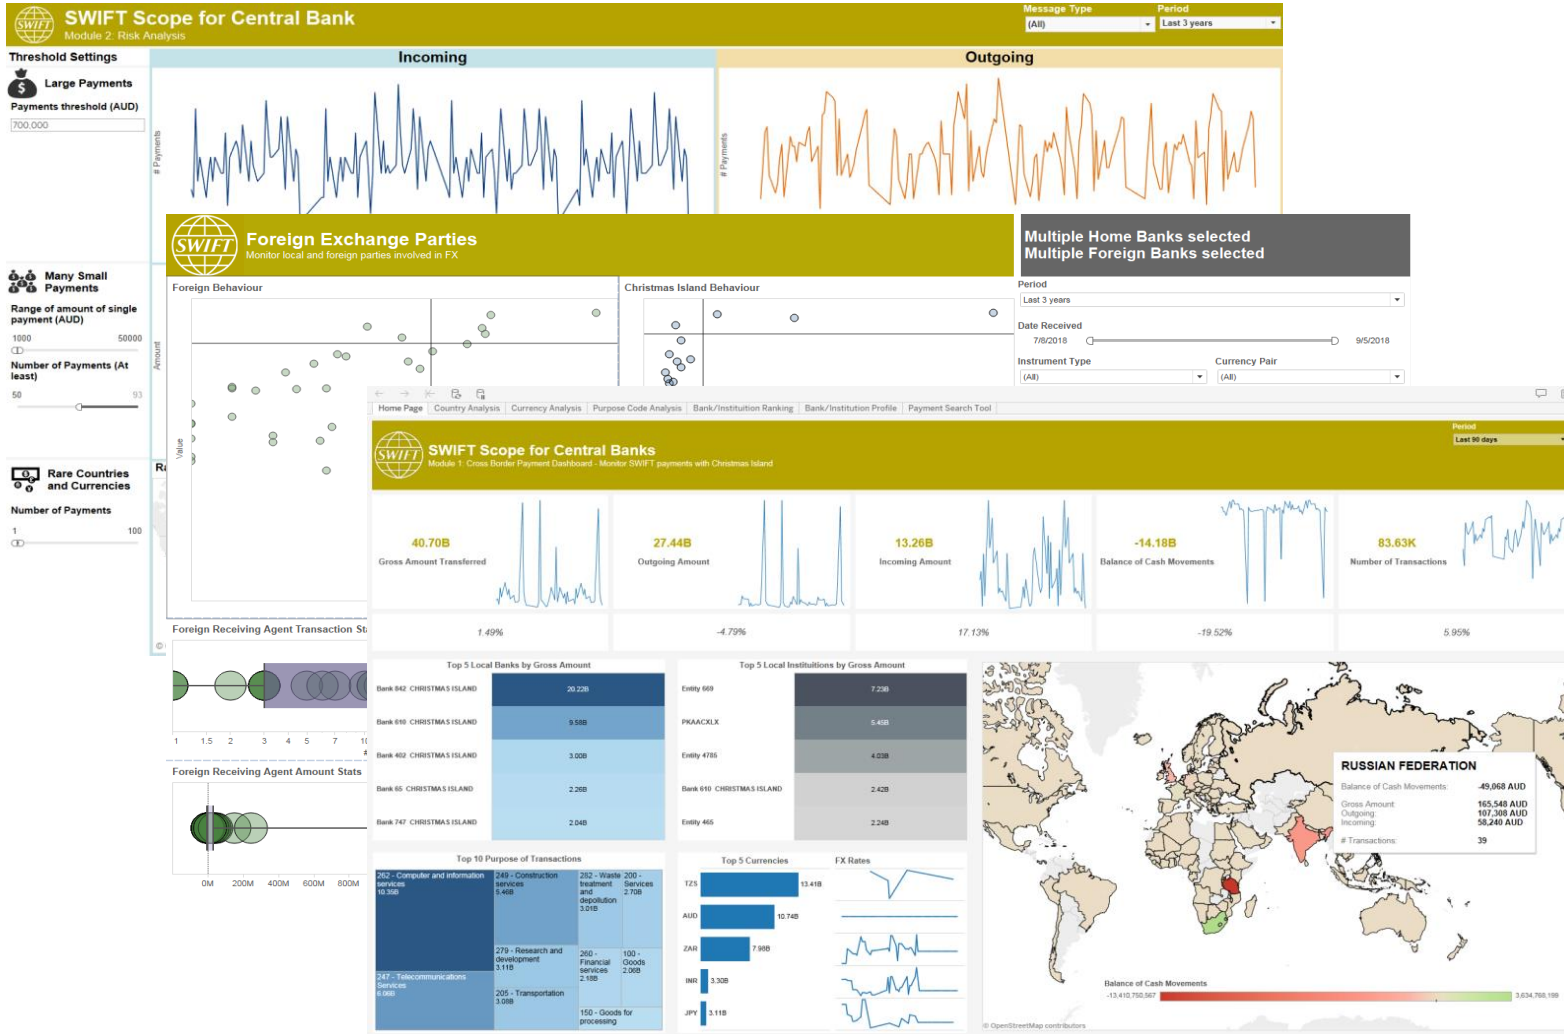 SWIFT
SWIFT Scope for Central Bank
Module 2: Risk Analysis
Message Type
(All)
Period
Last 3 years
Threshold Settings
Incoming
Outgoing
Large Payments
Payments threshold (AUD)
700,000
# Payments
# Payments
Many Small
Payments
Range of amount of single
payment (AUD)
1000
50000
Number of Payments (At
least)
50
93
Amount
Rare Countries
and Currencies
Number of Payments
1
100
SWIFT
Foreign Exchange Parties
Monitor local and foreign parties involved in FX
Multiple Home Banks selected
Multiple Foreign Banks selected
Foreign Behaviour
Christmas Island Behaviour
Value
Period
Last 3 years
Date Received
7/8/2018
9/5/2018
Instrument Type
Currency Pair
(All)
(All)
Foreign Receiving Agent Transaction St
1 1.5 2 3 4 5 7 10
Foreign Receiving Agent Amount Stats
0M 200M 400M 600M 800M
Home Page
Country Analysis
Currency Analysis
Purpose Code Analysis
Bank/Instituition Ranking
Bank/Institution Profile
Payment Search Tool
SWIFT
SWIFT Scope for Central Banks
Module 1: Cross Border Payment Dashboard - Monitor SWIFT payments with Christmas Island
Period
Last 90 days
40.70B
Gross Amount Transferred
27.44B
Outgoing Amount
13.26B
Incoming Amount
-14.18B
Balance of Cash Movements
83.63K
Number of Transactions
1.49%
-4.79%
17.13%
-19.52%
5.95%
Top 5 Local Banks by Gross Amount
Bank 842 CHRISTMAS ISLAND
20.22B
Bank 610 CHRISTMAS ISLAND
9.58B
Bank 402 CHRISTMAS ISLAND
3.00B
Bank 65 CHRISTMAS ISLAND
2.26B
Bank 747 CHRISTMAS ISLAND
2.04B
Top 5 Local Instituitions by Gross Amount
Entity 669
7.23B
PKAACXLX
5.45B
Entity 4785
4.03B
Bank 610 CHRISTMAS ISLAND
2.42B
Entity 465
2.24B
Top 10 Purpose of Transactions
262 - Computer and information
services
10.35B
247 - Telecommunications
Services
6.06B
249 - Construction
services
5.46B
279 - Research and
development
3.11B
205 - Transportation
3.08B
282 - Waste
treatment
and
depollution
3.01B
200 -
Services
2.70B
260 -
Financial
services
2.18B
100 -
Goods
2.06B
150 - Goods for
processing
Top 5 Currencies
FX Rates
TZS
13.41B
AUD
10.74B
ZAR
7.98B
INR
3.30B
JPY
3.11B
RUSSIAN FEDERATION
Balance of Cash Movements: -49,068 AUD
Gross Amount: 165,548 AUD
Outgoing: 107,308 AUD
Incoming: 58,240 AUD
# Transactions: 39
Balance of Cash Movements
-13,410,750,567
3,634,768,198
© OpenStreetMap contributors